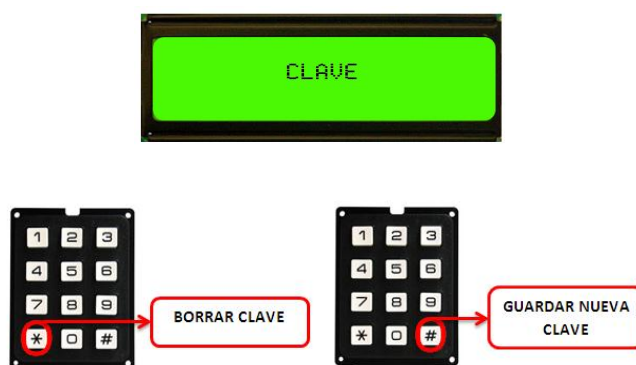 CLAVE
1 2 3
4 5 6
7 8 9
* 0 #
BORRAR CLAVE
1 2 3
4 5 6
7 8 9
* 0 #
GUARDAR NUEVA
CLAVE